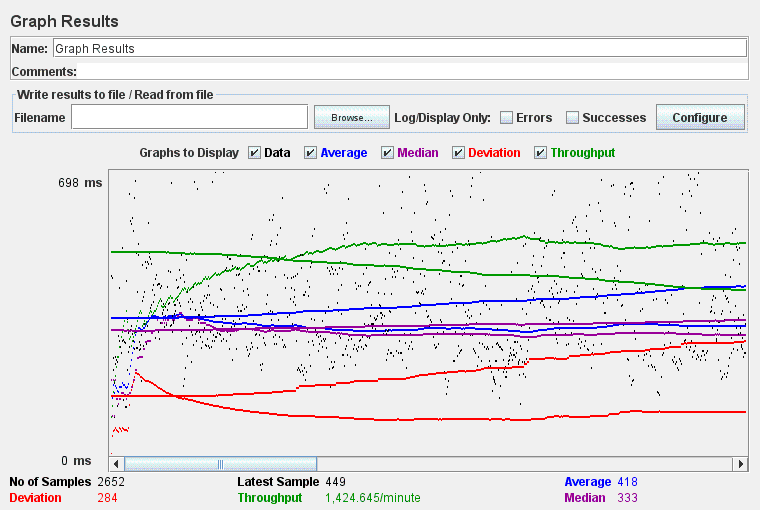 Graph Results
Name: Graph Results
Comments:
Write results to file / Read from file
Filename Browse... Log/Display Only: Errors Successes Configure
Graphs to Display Data Average Median Deviation Throughput
698 ms
0 ms
No of Samples 2652 Latest Sample 449 Average 418
Deviation 284 Throughput 1,424.645/minute Median 333